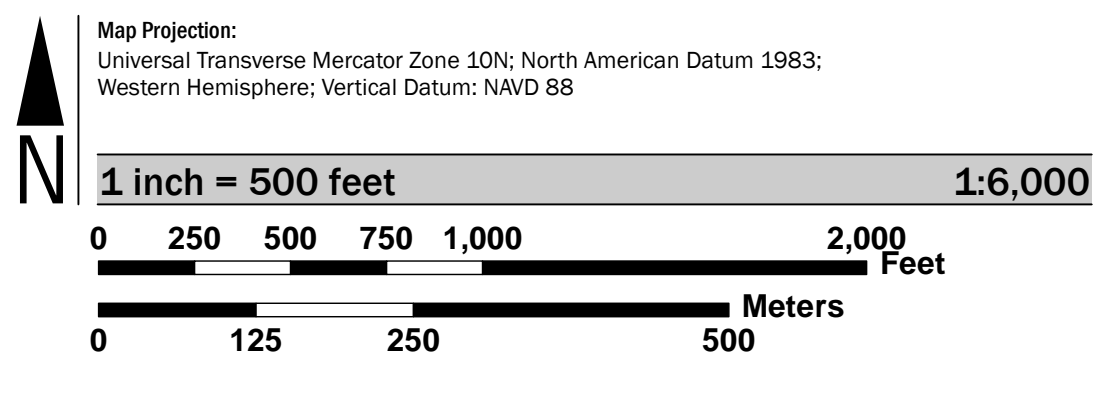 Map Projection:
Universal Transverse Mercator Zone 10N; North American Datum 1983;
Western Hemisphere; Vertical Datum: NAVD 88
N
1 inch = 500 feet 1:6,000
0 250 500 750 1,000 2,000
Feet
Meters
0 125 250 500